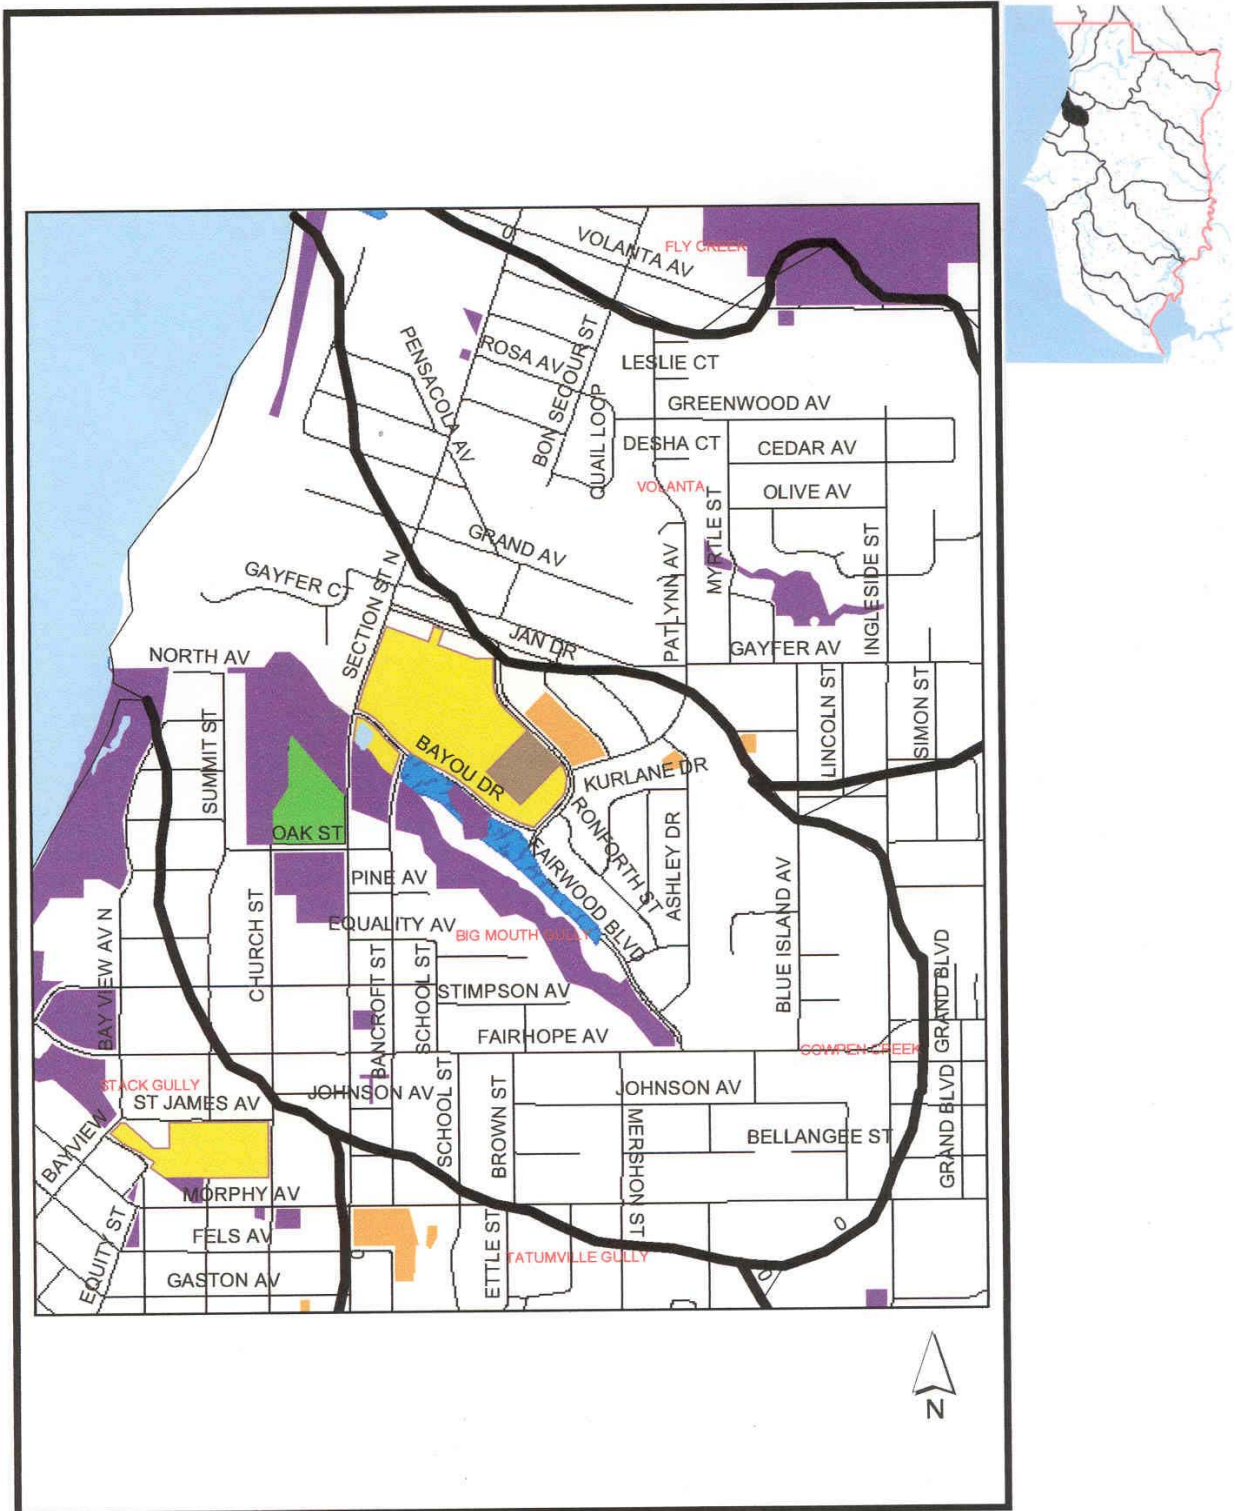 VOLANTA AV
FLY CREEK
0
PENSACOLA AV
ROSA AV
BON SECOUR ST
LESLIE CT
QUAIL LOOP
GREENWOOD AV
DESHA CT
CEDAR AV
VOLANTA
MYRTLE ST
OLIVE AV
GRAND AV
INGLESIDE ST
GAYFER CT
SECTION ST N
PATLYNN AV
JAN DR
GAYFER AV
NORTH AV
SUMMIT ST
LINCOLN ST
SIMON ST
BAYOU DR
KURLANE DR
OAK ST
RONFORTH ST
ASHLEY DR
FAIRWOOD BLVD
PINE AV
EQUALITY AV
BIG MOUTH GULLY
BAY VIEW AV N
CHURCH ST
BANCROFT ST
SCHOOL ST
BLUE ISLAND AV
GRAND BLVD
STIMPSON AV
FAIRHOPE AV
COWPEN CREEK
STACK GULLY
ST JAMES AV
JOHNSON AV
SCHOOL ST
BROWN ST
JOHNSON AV
MERSHON ST
BELLANGEE ST
GRAND BLVD
BAYVIEW
MORPHY AV
EQUITY ST
FELS AV
GASTON AV
0
ETTLE ST
TATUMVILLE GULLY
0
0
N